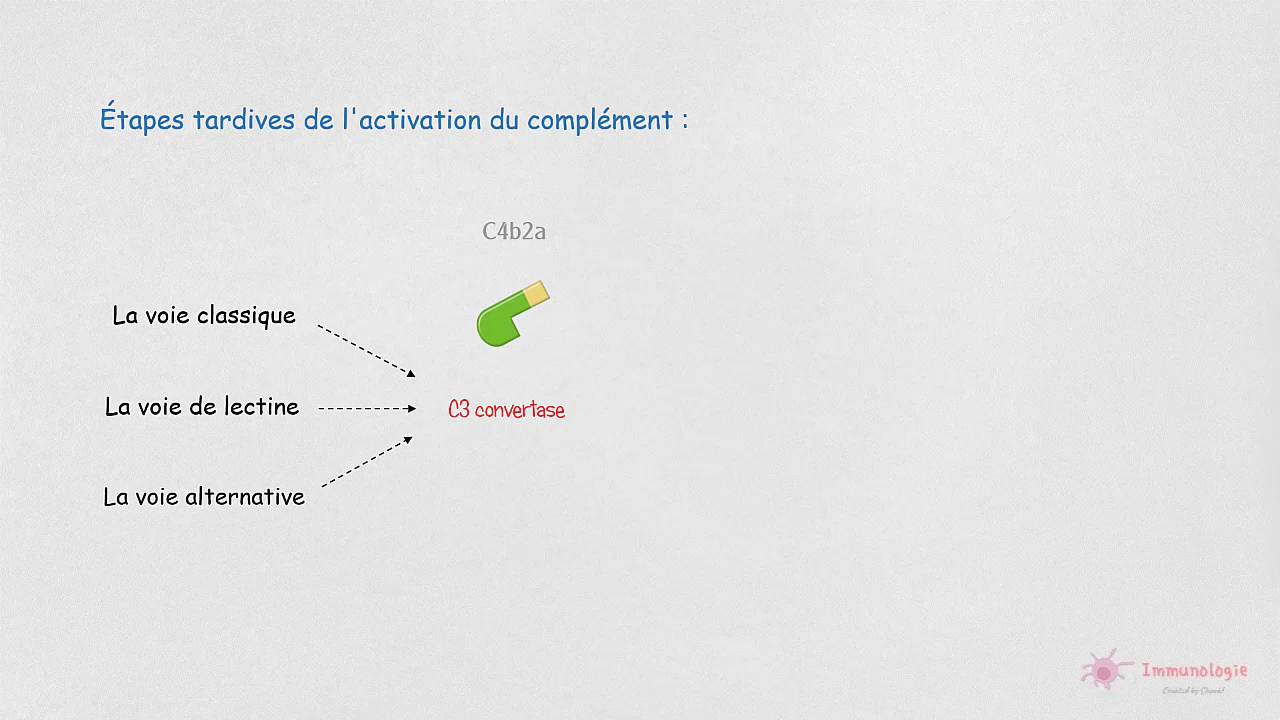 Étapes tardives de l'activation du complément :
C4b2a
La voie classique
La voie de lectine
C3 convertase
La voie alternative
Immunologie